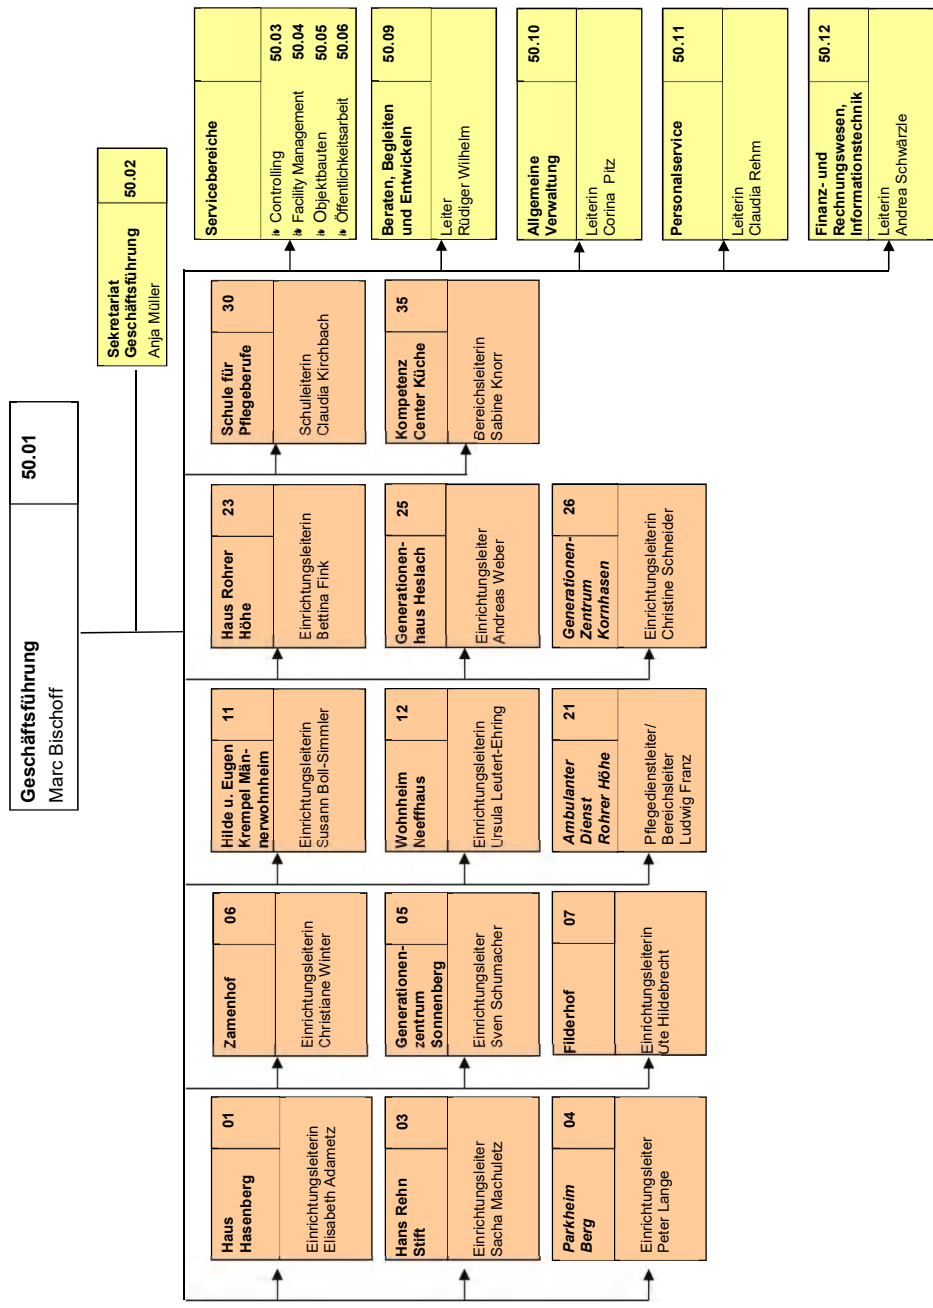 Geschäftsführung
50.01
Marc Bischoff
Sekretariat
Geschäftsführung
50.02
Anja Müller
Haus
Hasenberg
01
Einrichtungsleiterin
Elisabeth Adametz
Hans Rehn
Stift
03
Einrichtungsleiter
Sacha Machuletz
Parkheim
Berg
04
Einrichtungsleiter
Peter Lange
Zamenhof
06
Einrichtungsleiterin
Christiane Winter
Generationen-
zentrum
Sonnenberg
05
Einrichtungsleiter
Sven Schumacher
Filderhof
07
Einrichtungsleiterin
Ute Hildebrecht
Hilde u. Eugen
Krempel Män-
nerwohnheim
11
Einrichtungsleiterin
Susann Boll-Simmler
Wohnheim
Neeffhaus
12
Einrichtungsleiterin
Ursula Leutert-Ehring
Ambulanter
Dienst
Rohrer Höhe
21
Pflegedienstleiter/
Bereichsleiter
Ludwig Franz
Haus Rohrer
Höhe
23
Einrichtungsleiterin
Bettina Fink
Generationen-
haus Heslach
25
Einrichtungsleiter
Andreas Weber
Generationen-
Zentrum
Kornhasen
26
Einrichtungsleiterin
Christine Schneider
Schule für
Pflegeberufe
30
Schulleiterin
Claudia Kirchbach
Kompetenz
Center Küche
35
Bereichsleiterin
Sabine Knorr
Servicebereiche
Controlling 50.03
Facility Management 50.04
Objektbauten 50.05
Öffentlichkeitsarbeit 50.06
Beraten, Begleiten
und Entwickeln
50.09
Leiter
Rüdiger Wilhelm
Allgemeine
Verwaltung
50.10
Leiterin
Corina Pitz
Personalservice
50.11
Leiterin
Claudia Rehm
Finanz- und
Rechnungswesen,
Informationstechnik
50.12
Leiterin
Andrea Schwärzle